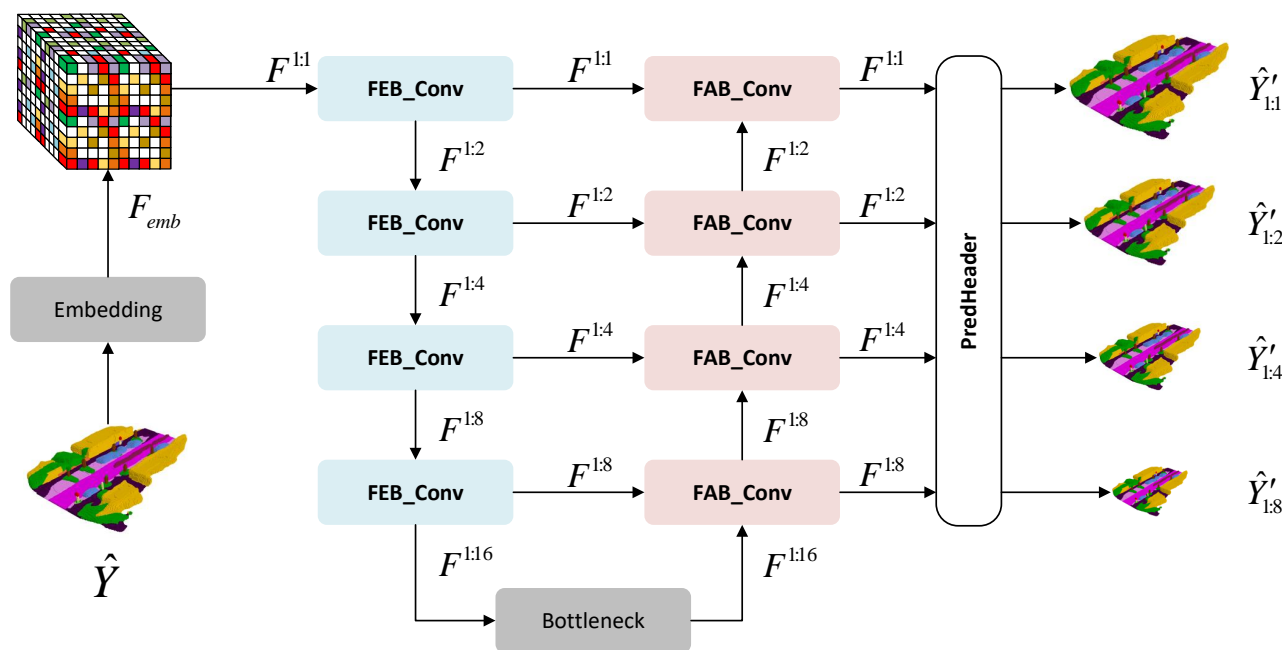 F^{1:1} F^{1:1} F^{1:1}
FEB_Conv FAB_Conv Ŷ′_{1:1}
F^{1:2} F^{1:2}
F_{emb} F^{1:2} F^{1:2}
FEB_Conv FAB_Conv Ŷ′_{1:2}
F^{1:4} F^{1:4}
Embedding PredHeader
F^{1:4} F^{1:4}
FEB_Conv FAB_Conv Ŷ′_{1:4}
F^{1:8} F^{1:8}
F^{1:8} F^{1:8}
FEB_Conv FAB_Conv Ŷ′_{1:8}
F^{1:16} F^{1:16}
Ŷ
Bottleneck